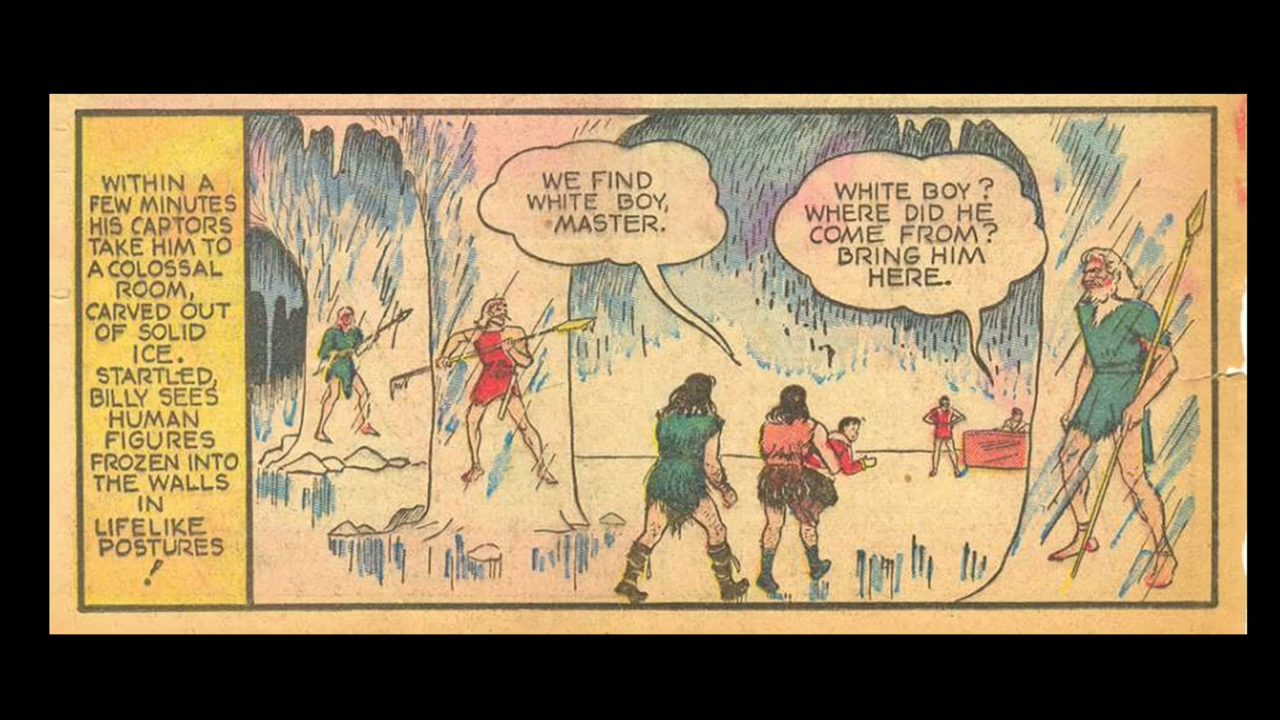 WITHIN A
FEW MINUTES
HIS CAPTORS
TAKE HIM TO
A COLOSSAL
ROOM,
CARVED OUT
OF SOLID
ICE.
STARTLED,
BILLY SEES
HUMAN
FIGURES
FROZEN INTO
THE WALLS
IN
LIFELIKE
POSTURES
!
WE FIND
WHITE BOY,
MASTER.
WHITE BOY?
WHERE DID HE
COME FROM?
BRING HIM
HERE.